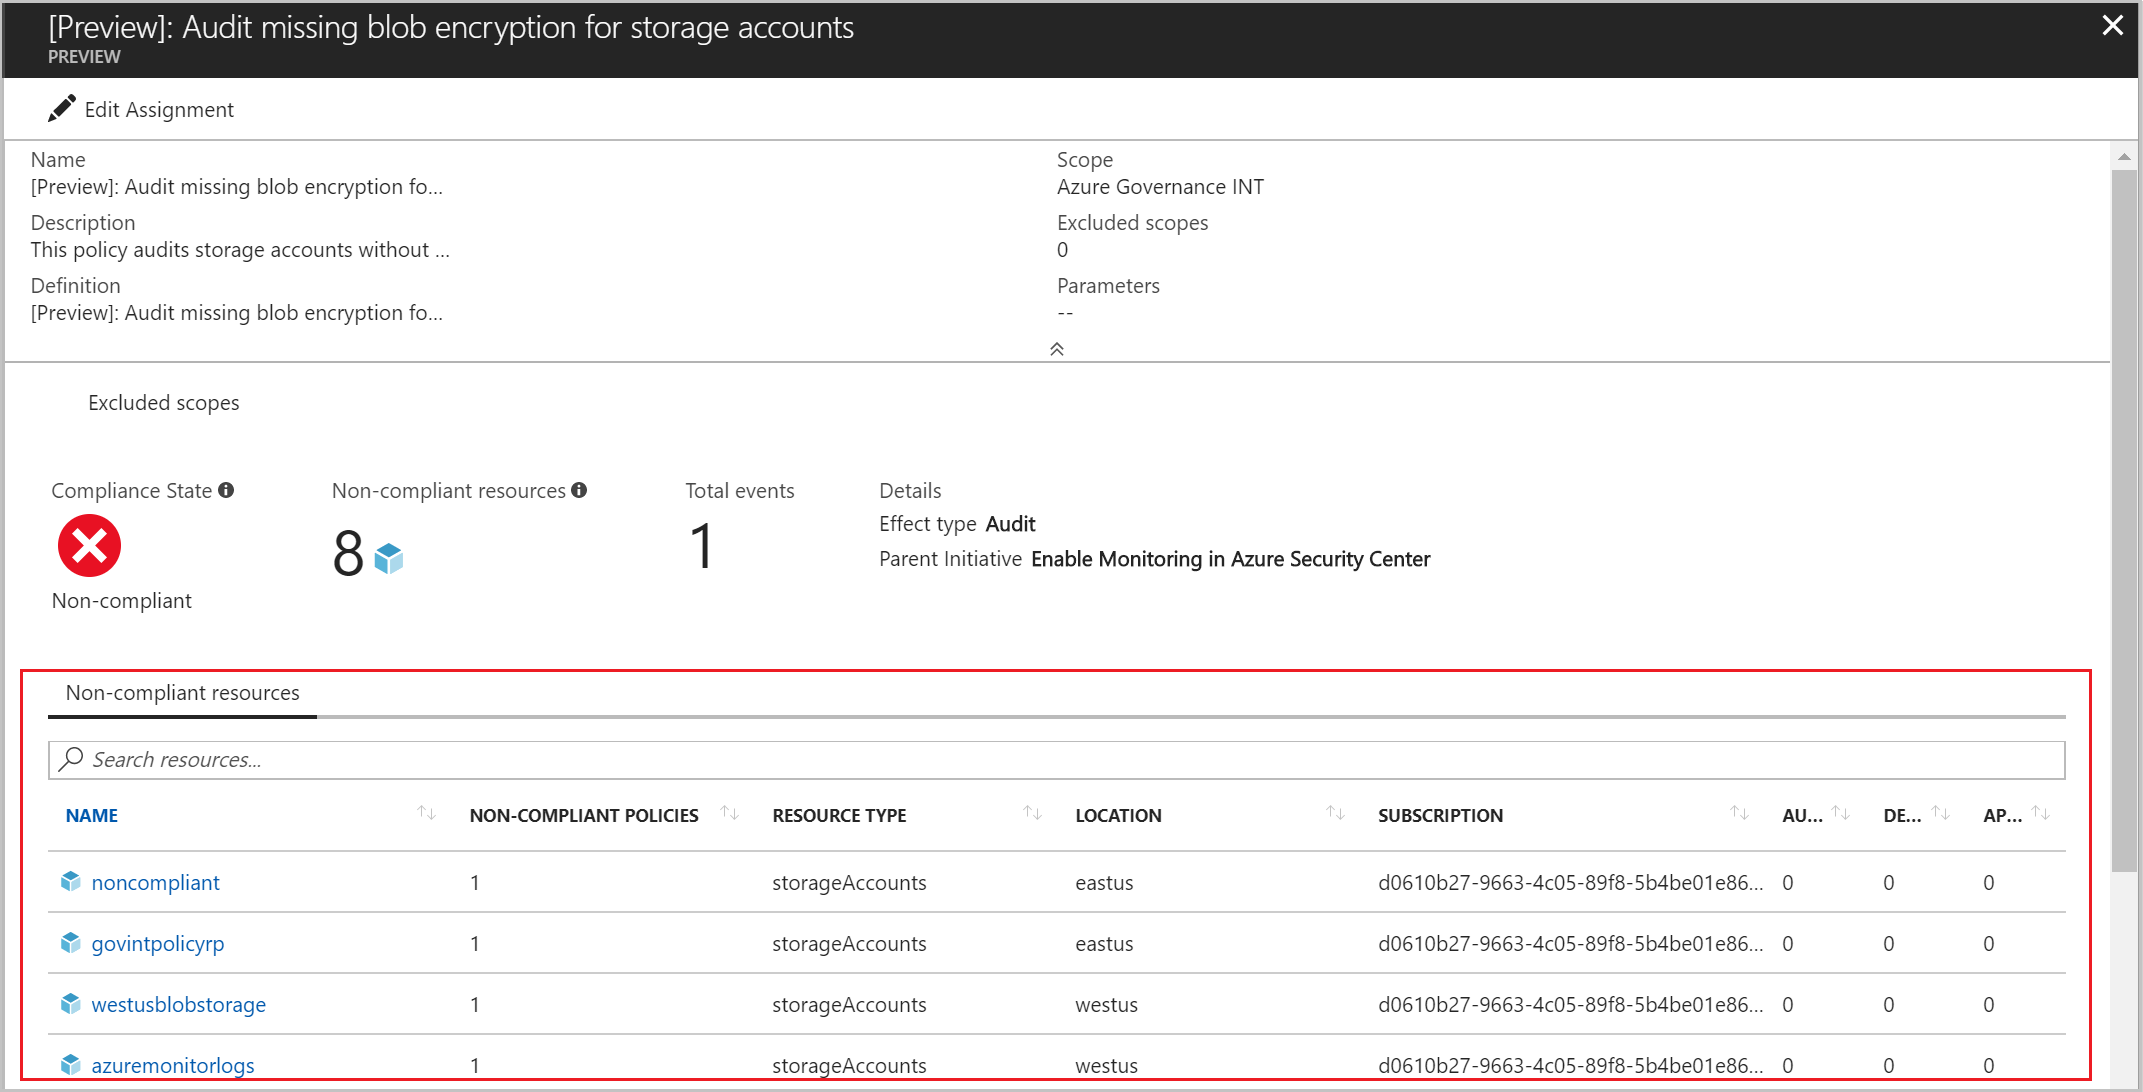 [Preview]: Audit missing blob encryption for storage accounts
PREVIEW
Edit Assignment
Name
[Preview]: Audit missing blob encryption fo...
Description
This policy audits storage accounts without ...
Definition
[Preview]: Audit missing blob encryption fo...
Scope
Azure Governance INT
Excluded scopes
0
Parameters
--
Excluded scopes
Compliance State
Non-compliant
Non-compliant resources
8
Total events
1
Details
Effect type Audit
Parent Initiative Enable Monitoring in Azure Security Center
Non-compliant resources
Search resources...
NAME NON-COMPLIANT POLICIES RESOURCE TYPE LOCATION SUBSCRIPTION AU... DE... AP...
noncompliant 1 storageAccounts eastus d0610b27-9663-4c05-89f8-5b4be01e86... 0 0 0
govintpolicyrp 1 storageAccounts eastus d0610b27-9663-4c05-89f8-5b4be01e86... 0 0 0
westusblobstorage 1 storageAccounts westus d0610b27-9663-4c05-89f8-5b4be01e86... 0 0 0
azuremonitorlogs 1 storageAccounts westus d0610b27-9663-4c05-89f8-5b4be01e86... 0 0 0